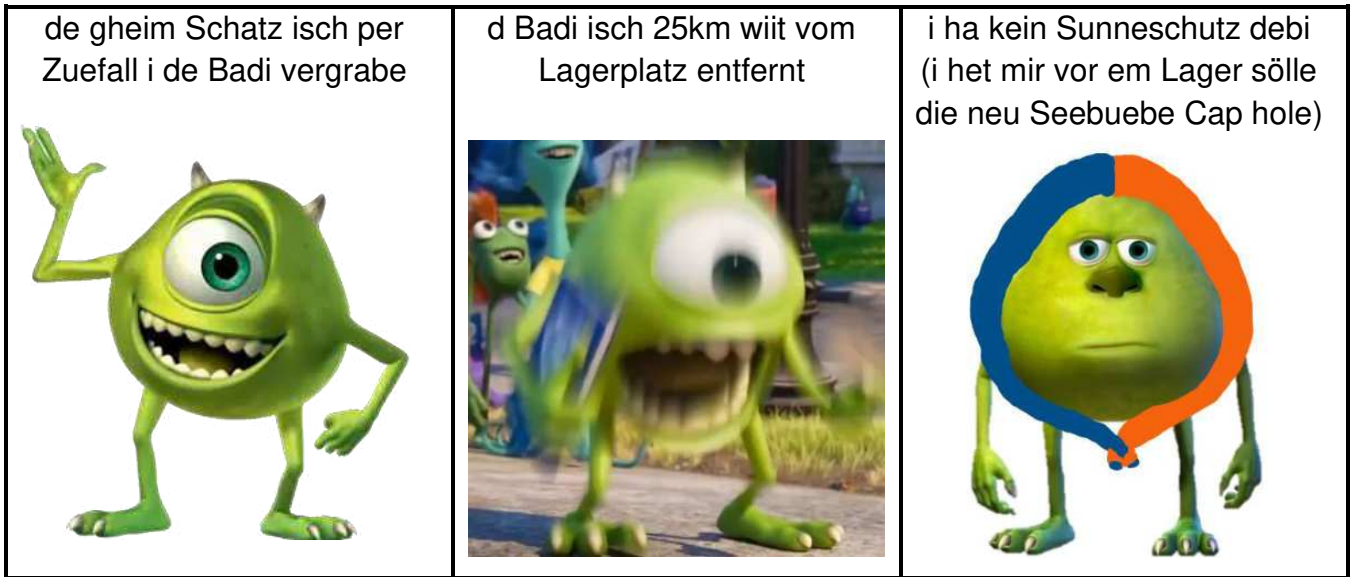 de gheim Schatz isch per
Zuefall i de Badi vergrabe
d Badi isch 25km wiit vom
Lagerplatz entfernt
i ha kein Sunneschutz debi
(i het mir vor em Lager sölle
die neu Seebuebe Cap hole)